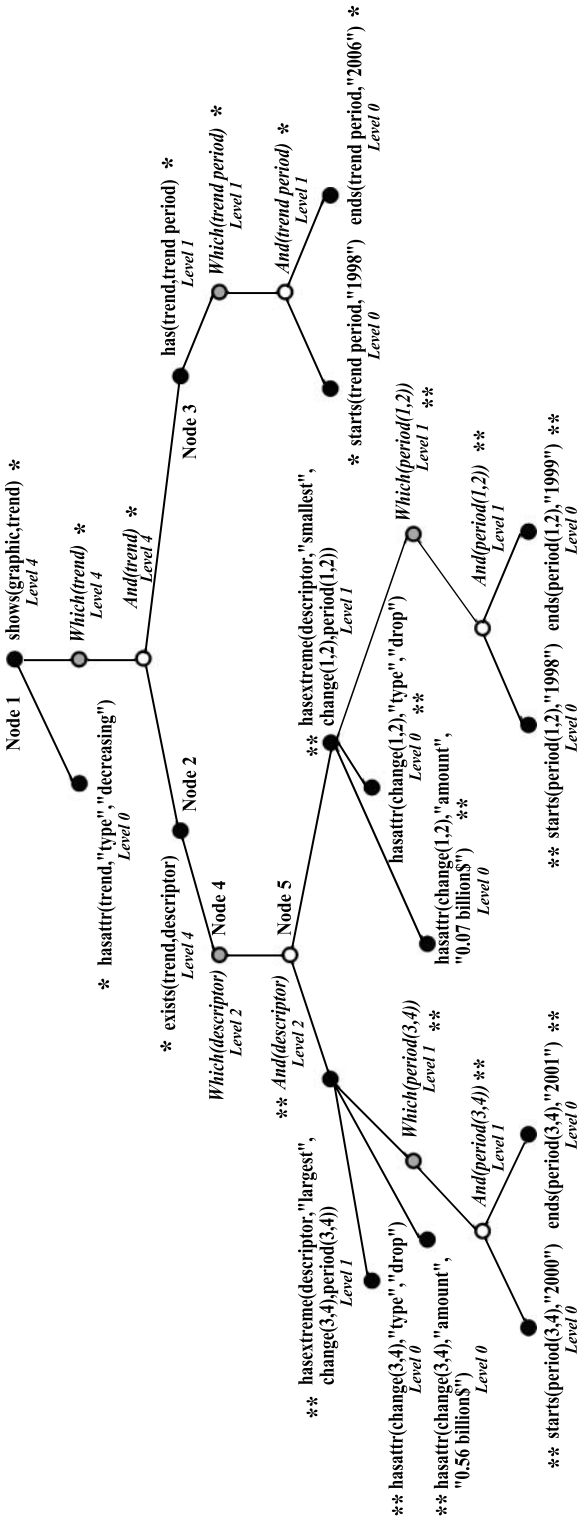 Node 1
shows(graphic,trend) *
Level 4
Which(trend) *
Level 4
* hasattr(trend,"type","decreasing")
Level 0
And(trend) *
Level 4
Node 2
* exists(trend,descriptor)
Level 4
Node 3
has(trend,trend period) *
Level 1
Which(descriptor)
Level 2
Node 4
Which(trend period) *
Level 1
** And(descriptor)
Level 2
Node 5
And(trend period) *
Level 1
* starts(trend period,"1998")
Level 0
ends(trend period,"2006") *
Level 0
** hasextreme(descriptor,"largest",
change(3,4),period(3,4))
Level 1
** hasextreme(descriptor,"smallest",
change(1,2),period(1,2))
Level 1
** hasattr(change(3,4),"type","drop")
Level 0
** hasattr(change(3,4),"amount",
"0.56 billion$")
Level 0
Which(period(3,4))
Level 1 **
And(period(3,4)) **
Level 1
** starts(period(3,4),"2000")
Level 0
ends(period(3,4),"2001") **
Level 0
hasattr(change(1,2),"type","drop")
Level 0 **
hasattr(change(1,2),"amount",
"0.07 billion$") **
Level 0
Which(period(1,2))
Level 1 **
And(period(1,2)) **
Level 1
** starts(period(1,2),"1998")
Level 0
ends(period(1,2),"1999") **
Level 0